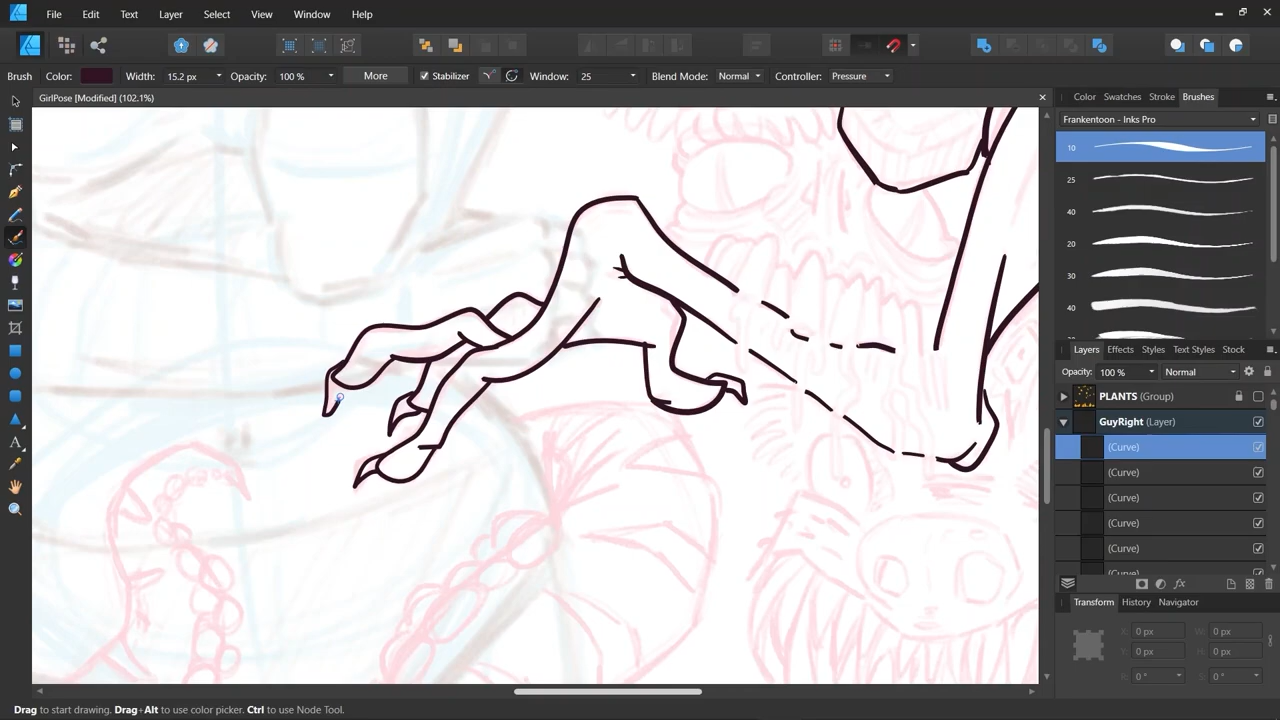 File Edit Text Layer Select View Window Help
Brush Color: Width: 15.2 px Opacity: 100 % More Stabilizer Window: 25 Blend Mode: Normal Controller: Pressure
GirlPose [Modified] (102.1%)
Color Swatches Stroke Brushes
Frankentoon - Inks Pro
10
25
40
20
30
40
Layers Effects Styles Text Styles Stock
Opacity: 100 % Normal
PLANTS (Group)
GuyRight (Layer)
(Curve)
(Curve)
(Curve)
(Curve)
(Curve)
(Curve)
fx
Transform History Navigator
X: 0 px W: 0 px
Y: 0 px H: 0 px
R: 0 ° S: 0 °
Drag to start drawing. Drag+Alt to use color picker. Ctrl to use Node Tool.